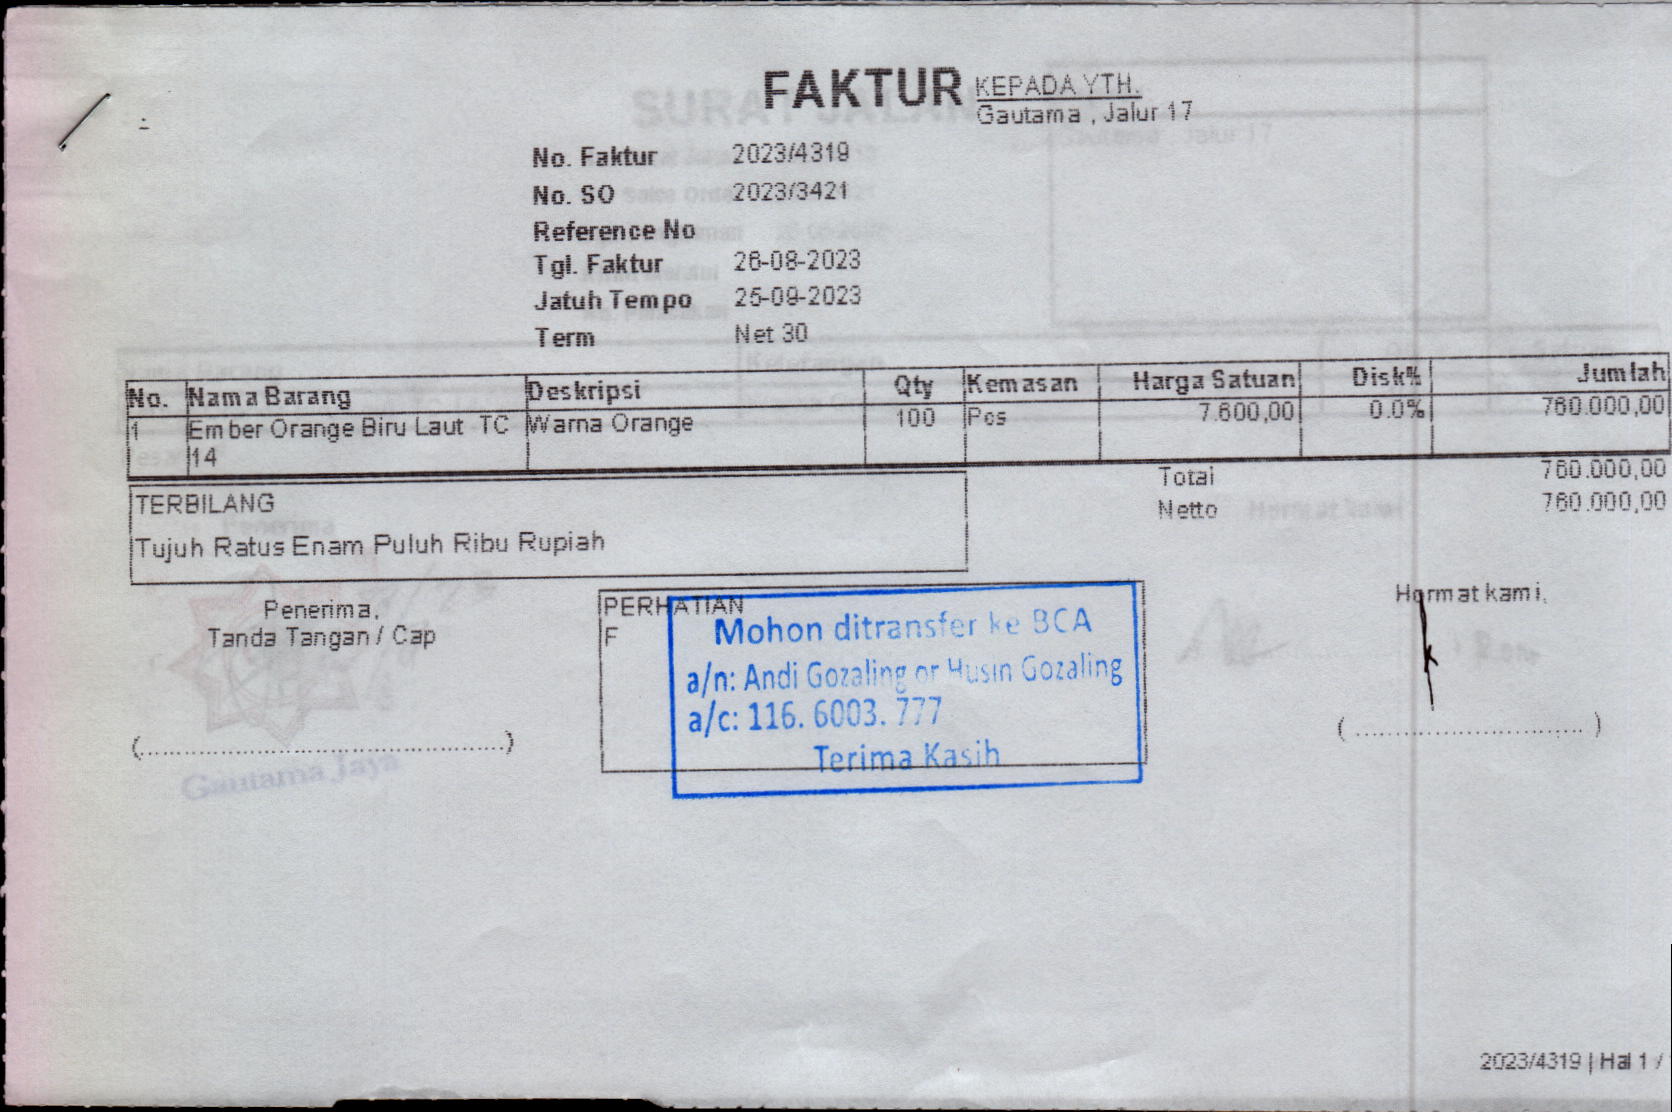 FAKTUR
KEPADA YTH.
Gautama , Jalur 17
No. Faktur 2023/4319
No. SO 2023/3421
Reference No
Tgl. Faktur 26-08-2023
Jatuh Tempo 25-09-2023
Term Net 30
No. Nama Barang Deskripsi Qty Kemasan Harga Satuan Disk% Jumlah
1 Ember Orange Biru Laut TC Warna Orange 100 Pcs 7.600,00 0.0% 760.000,00
14
Total 760.000,00
Netto 760.000,00
TERBILANG
Tujuh Ratus Enam Puluh Ribu Rupiah
Penerima,
Tanda Tangan / Cap
PERHATIAN
F
Mohon ditransfer ke BCA
a/n: Andi Gozaling or Husin Gozaling
a/c: 116. 6003. 777
Terima Kasih
Hormat kami,
Gautama Jaya
2023/4319 | Hal 1 /